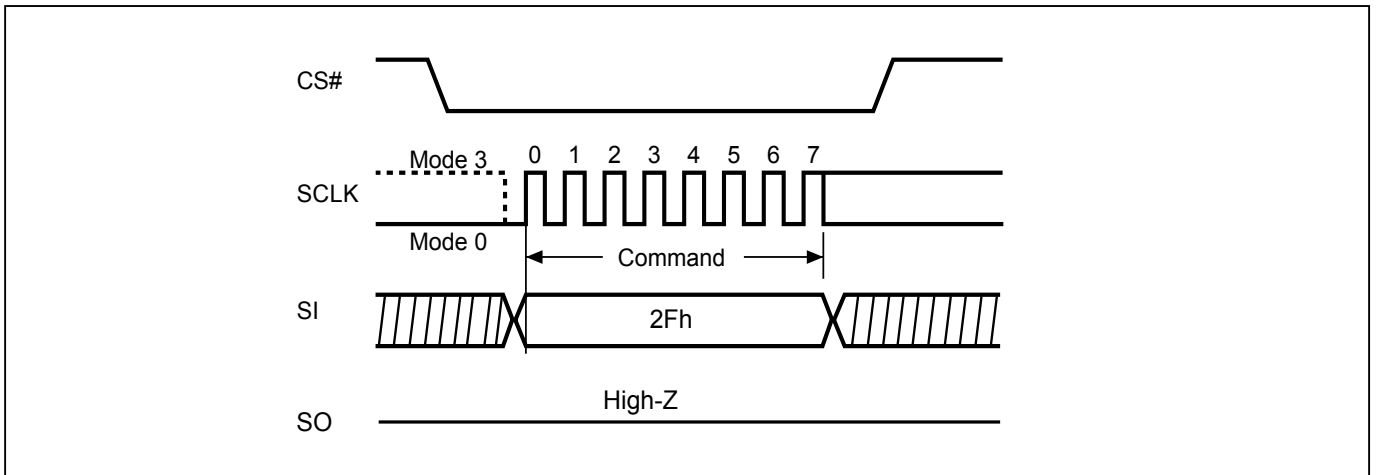 CS#
Mode 3 0 1 2 3 4 5 6 7
SCLK
Mode 0
Command
SI 2Fh
High-Z
SO